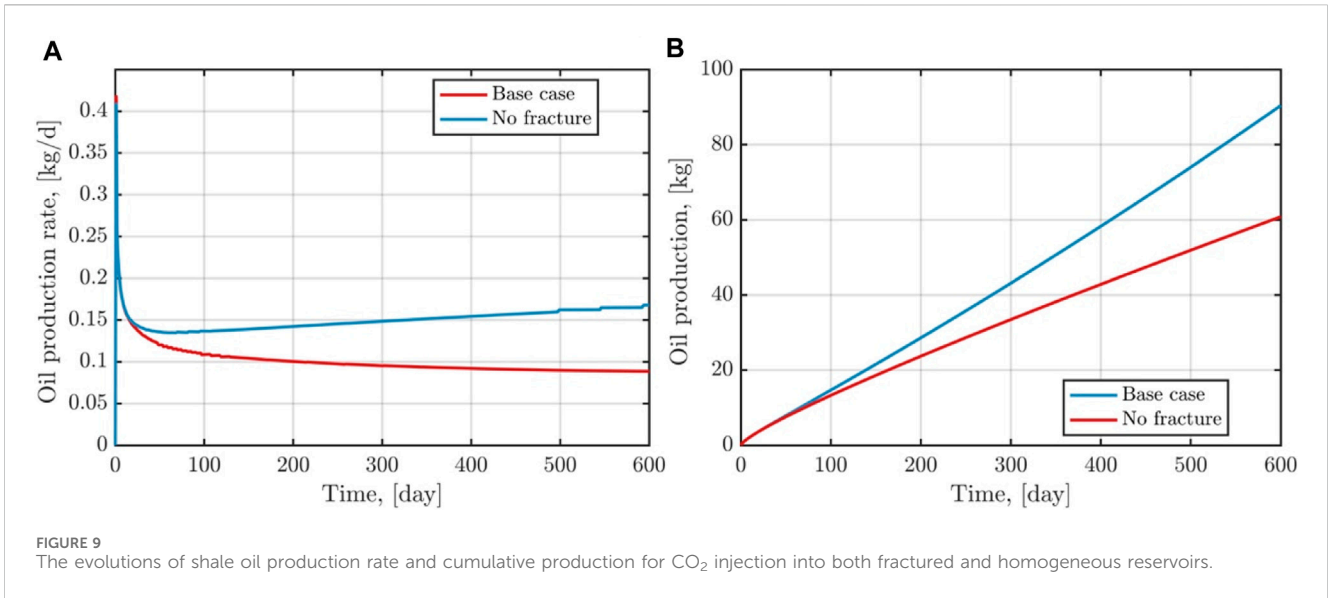 A
0.4
0.35
0.3
0.25
0.2
0.15
0.1
0.05
0
Oil production rate, [kg/d]
Base case
No fracture
0 100 200 300 400 500 600
Time, [day]
B
100
80
60
40
20
0
Oil production, [kg]
Base case
No fracture
0 100 200 300 400 500 600
Time, [day]
FIGURE 9
The evolutions of shale oil production rate and cumulative production for CO₂ injection into both fractured and homogeneous reservoirs.